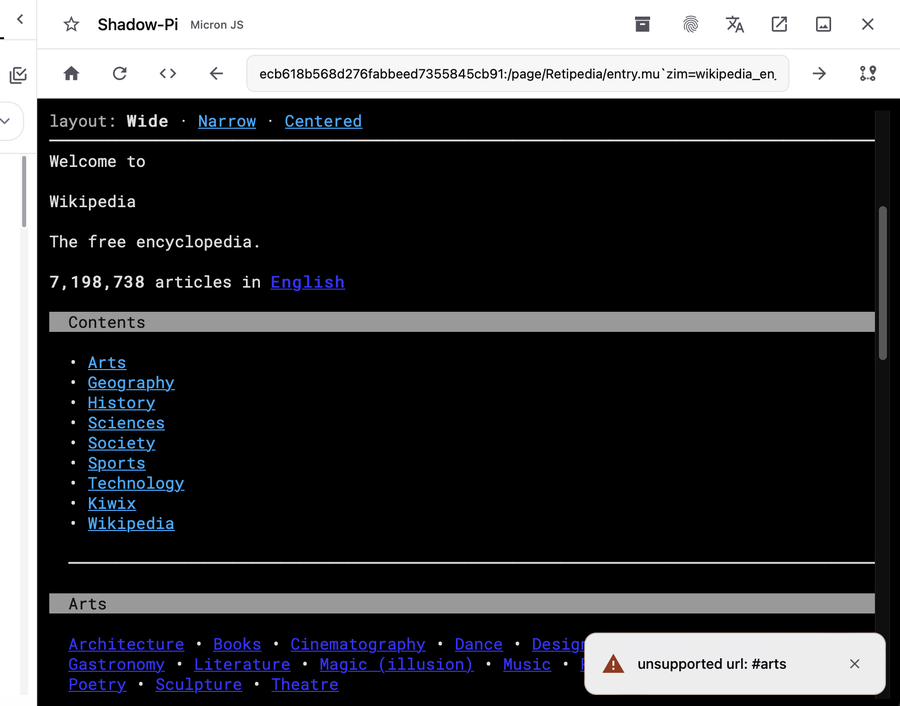 Shadow-Pi Micron JS
ecb618b568d276fabbeed7355845cb91:/page/Retipedia/entry.mu`zim=wikipedia_en_
layout: Wide · Narrow · Centered
Welcome to
Wikipedia
The free encyclopedia.
7,198,738 articles in English
Contents
• Arts
• Geography
• History
• Sciences
• Society
• Sports
• Technology
• Kiwix
• Wikipedia
Arts
Architecture • Books • Cinematography • Dance • Design
Gastronomy • Literature • Magic (illusion) • Music •
Poetry • Sculpture • Theatre
unsupported url: #arts